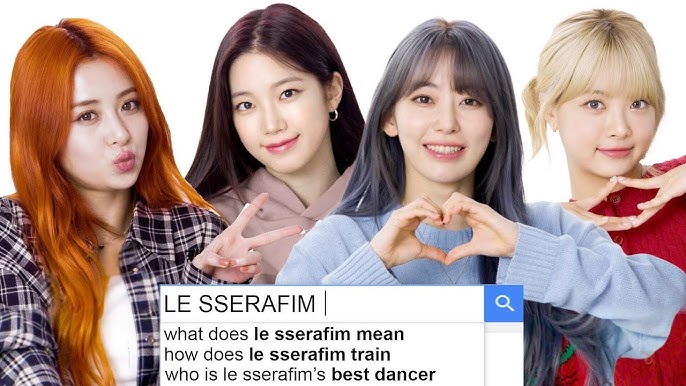 LE SSERAFIM
what does le sserafim mean
how does le sserafim train
who is le sserafim's best dancer